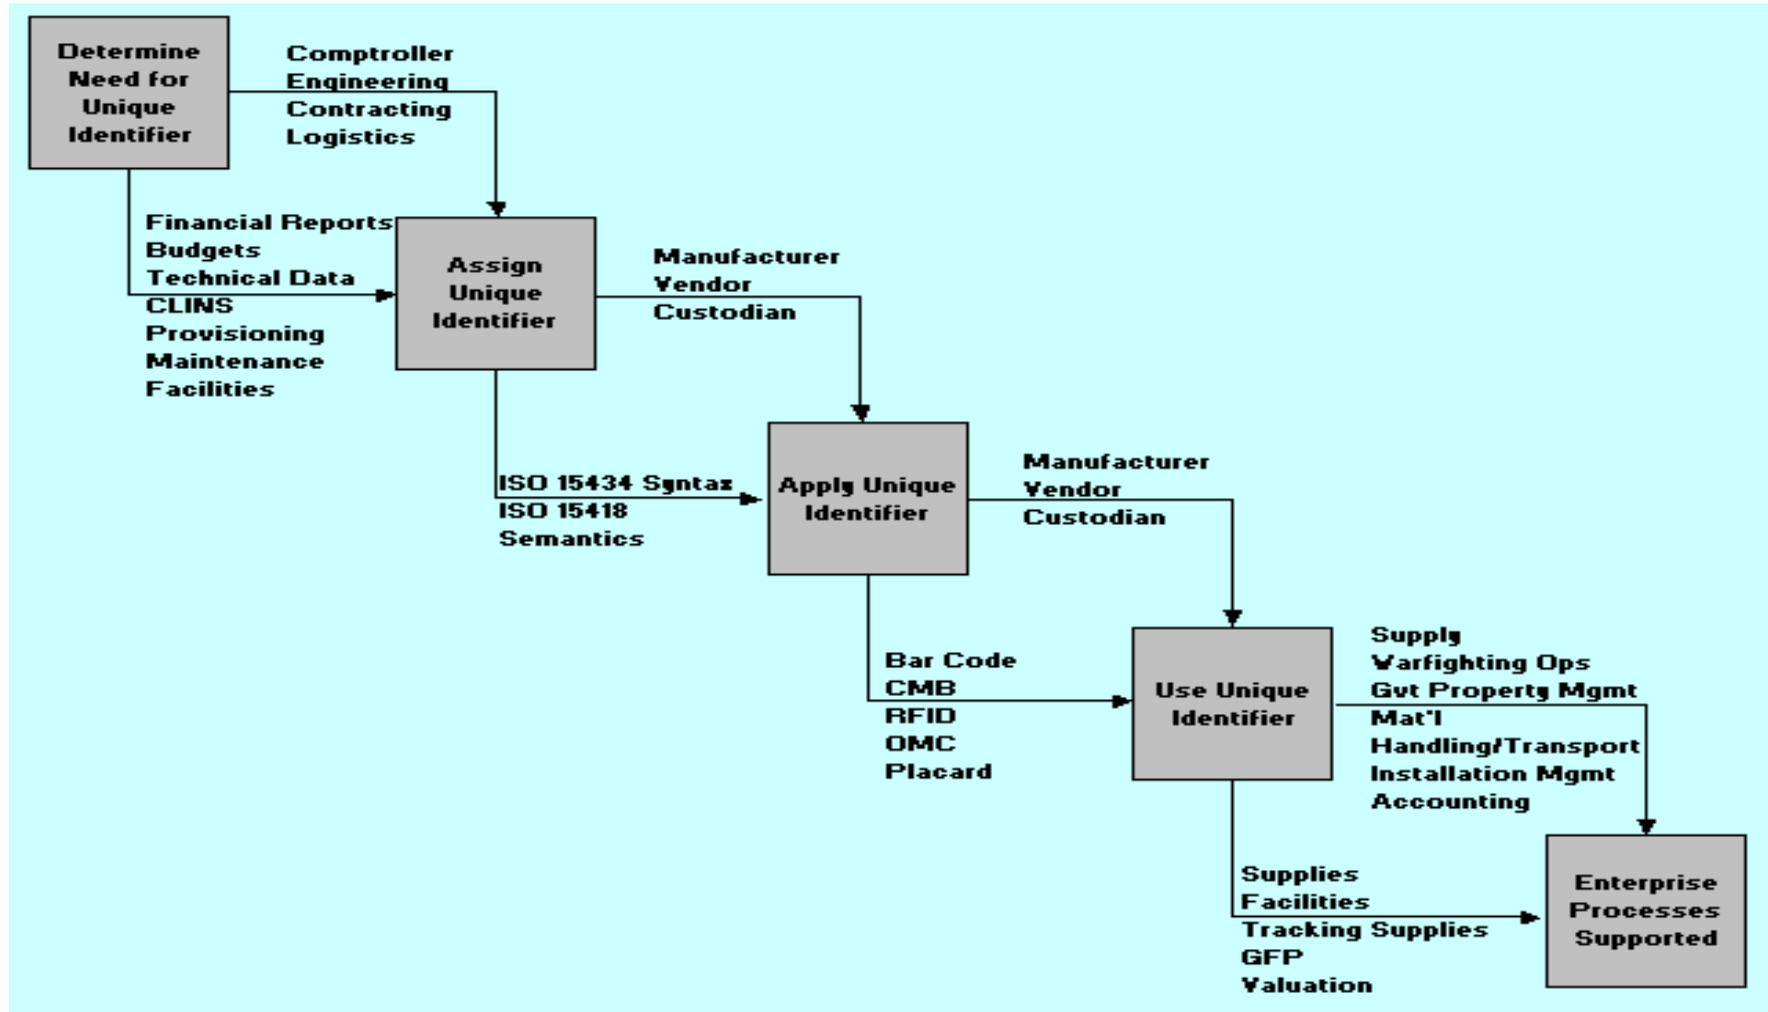 Determine
Need for
Unique
Identifier
Comptroller
Engineering
Contracting
Logistics
Financial Reports
Budgets
Technical Data
CLINS
Provisioning
Maintenance
Facilities
Assign
Unique
Identifier
Manufacturer
Vendor
Custodian
ISO 15434 Syntax
ISO 15418
Semantics
Apply Unique
Identifier
Manufacturer
Vendor
Custodian
Bar Code
CMB
RFID
OMC
Placard
Use Unique
Identifier
Supply
Warfighting Ops
Gvt Property Mgmt
Mat'l
Handling/Transport
Installation Mgmt
Accounting
Supplies
Facilities
Tracking Supplies
GFP
Valuation
Enterprise
Processes
Supported